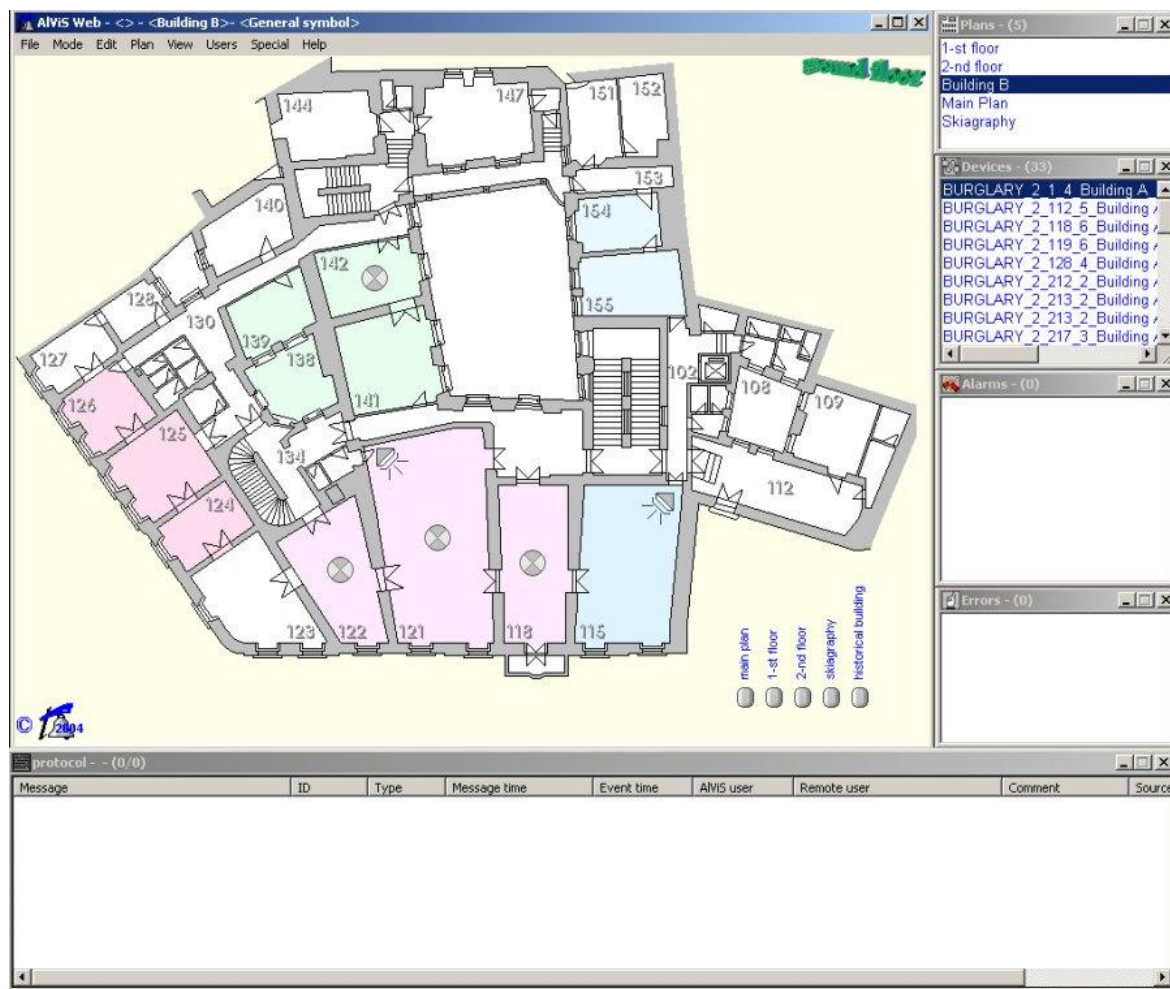 AlViS Web - <> - <Building B>- <General symbol>
File Mode Edit Plan View Users Special Help
ground floor
144
147
151
152
153
140
154
142
128
155
130
139
127
138
102
108
109
126
141
125
134
112
124
123
122
121
118
115
main plan
1-st floor
2-nd floor
skiagraphy
historical building
© 2004
Plans - (5)
1-st floor
2-nd floor
Building B
Main Plan
Skiagraphy
Devices - (33)
BURGLARY_2_1_4_Building A
BURGLARY_2_112_5_Building A
BURGLARY_2_118_6_Building A
BURGLARY_2_119_6_Building A
BURGLARY_2_128_4_Building A
BURGLARY_2_212_2_Building A
BURGLARY_2_213_2_Building A
BURGLARY_2_213_2_Building A
BURGLARY_2_217_3_Building A
Alarms - (0)
Errors - (0)
protocol - - (0/0)
Message ID Type Message time Event time AlViS user Remote user Comment Source